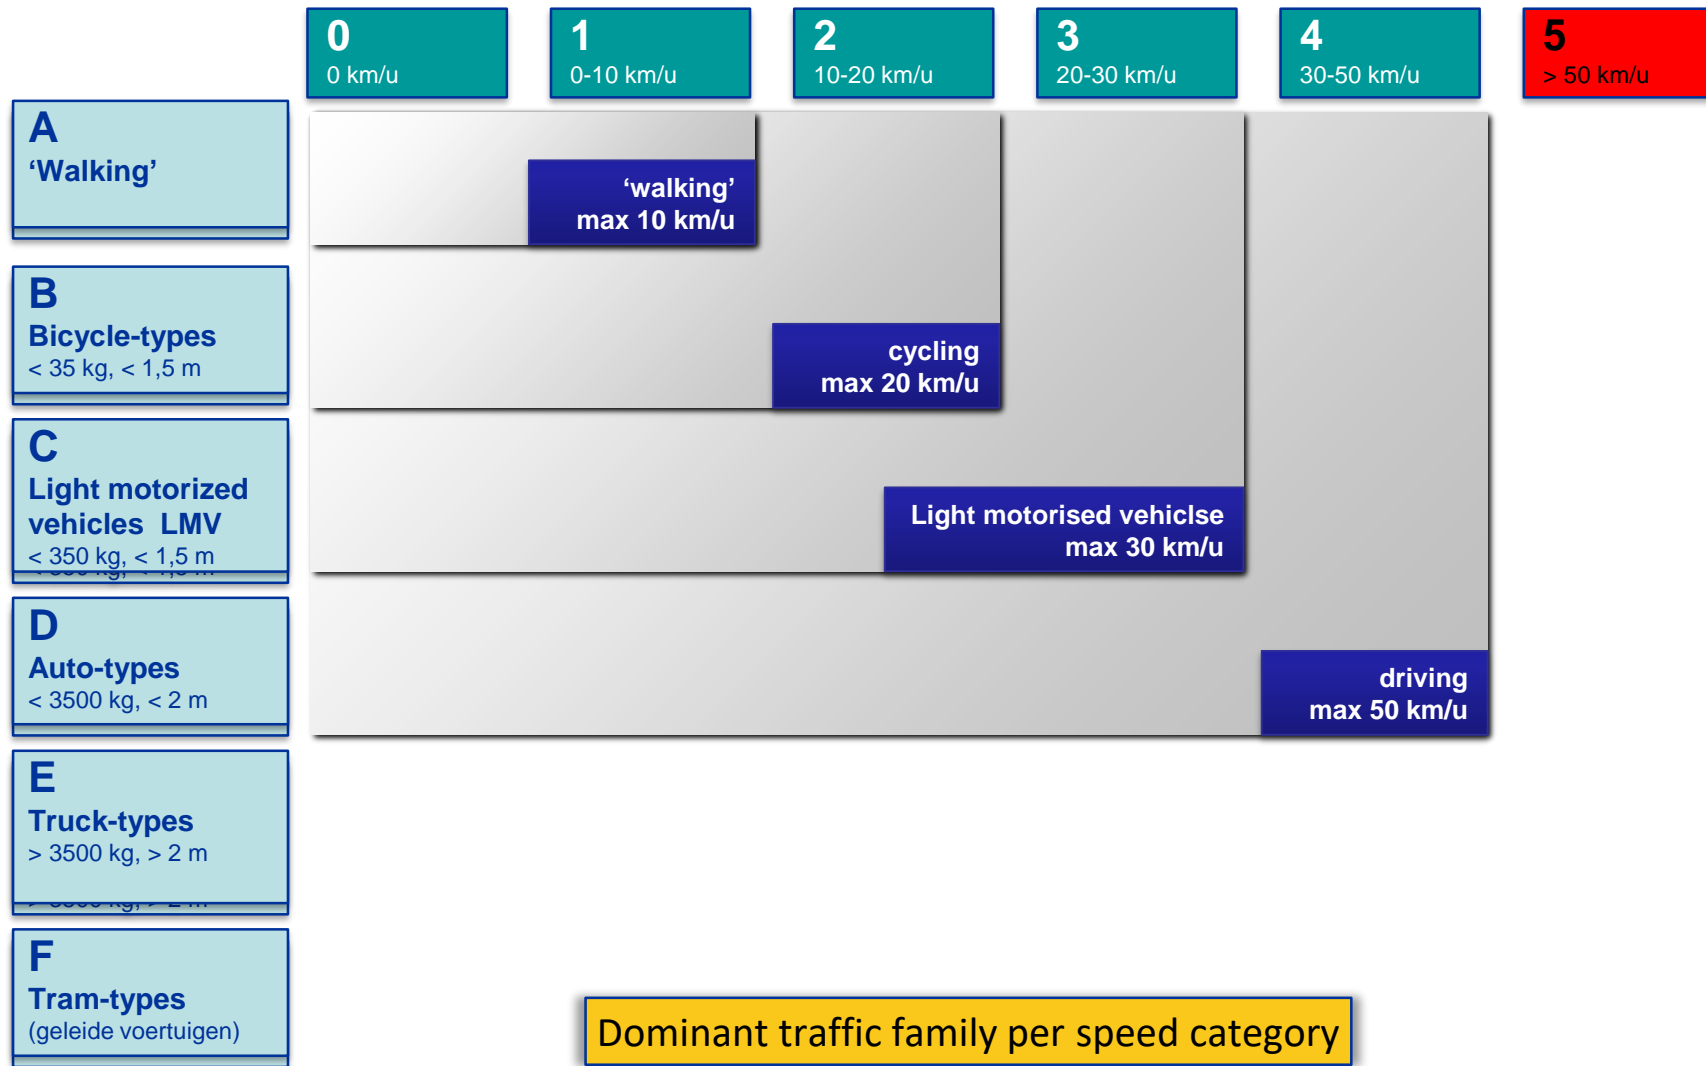 0
0 km/u
1
0-10 km/u
2
10-20 km/u
3
20-30 km/u
4
30-50 km/u
5
> 50 km/u
A
‘Walking’
‘walking’
max 10 km/u
B
Bicycle-types
< 35 kg, < 1,5 m
cycling
max 20 km/u
C
Light motorized
vehicles LMV
< 350 kg, < 1,5 m
Light motorised vehiclse
max 30 km/u
D
Auto-types
< 3500 kg, < 2 m
driving
max 50 km/u
E
Truck-types
> 3500 kg, > 2 m
F
Tram-types
(geleide voertuigen)
Dominant traffic family per speed category